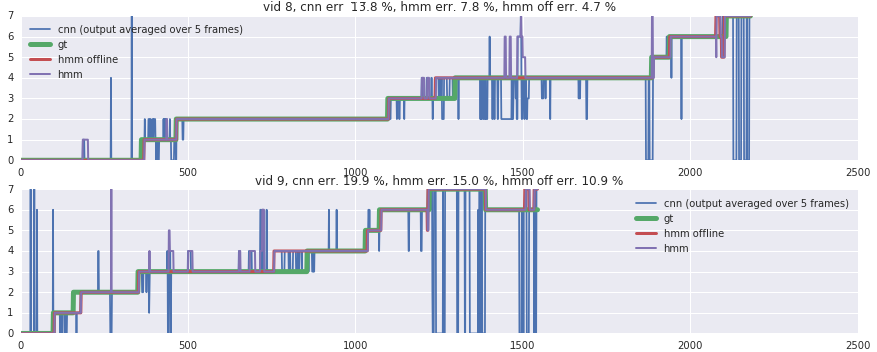 vid 8, cnn err  13.8 %, hmm err. 7.8 %, hmm off err. 4.7 %
7
6
5
4
3
2
1
0
cnn (output averaged over 5 frames)
gt
hmm offline
hmm
0 500 1000 1500 2000 2500
vid 9, cnn err. 19.9 %, hmm err. 15.0 %, hmm off err. 10.9 %
7
6
5
4
3
2
1
0
cnn (output averaged over 5 frames)
gt
hmm offline
hmm
0 500 1000 1500 2000 2500